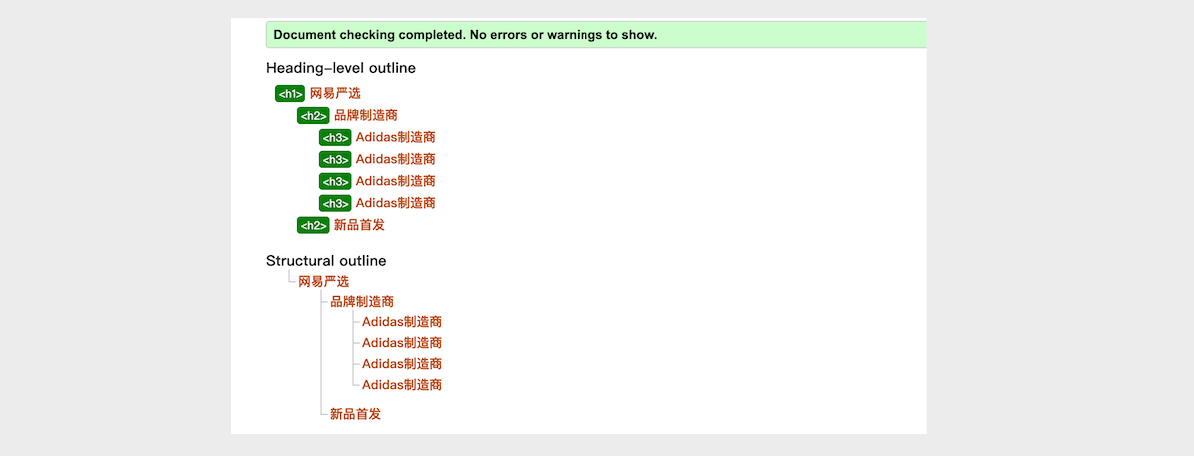 Document checking completed. No errors or warnings to show.
Heading-level outline
<h1> 网易严选
<h2> 品牌制造商
<h3> Adidas制造商
<h3> Adidas制造商
<h3> Adidas制造商
<h3> Adidas制造商
<h2> 新品首发
Structural outline
网易严选
品牌制造商
Adidas制造商
Adidas制造商
Adidas制造商
Adidas制造商
新品首发